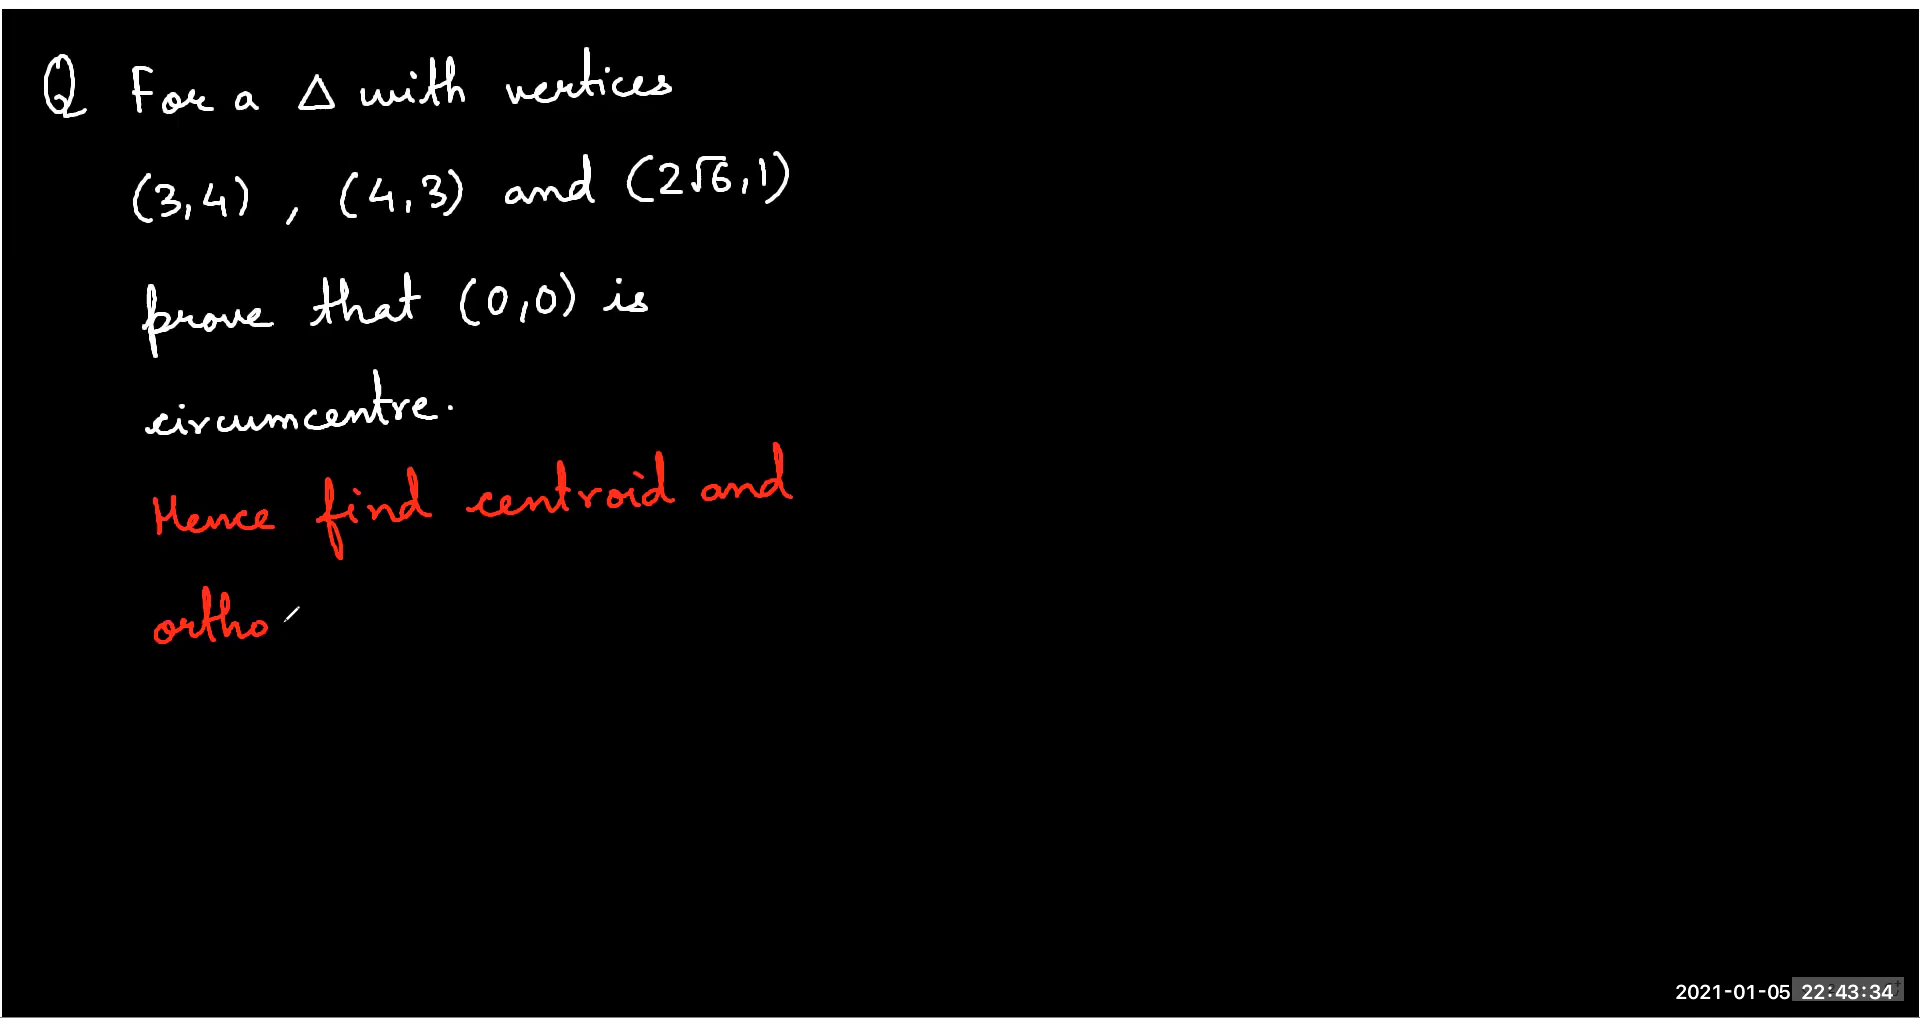 Q For a △ with vertices
(3,4) , (4,3) and (2√6,1)
prove that (0,0) is
circumcentre.
Hence find centroid and
ortho
2021-01-05 22:43:34